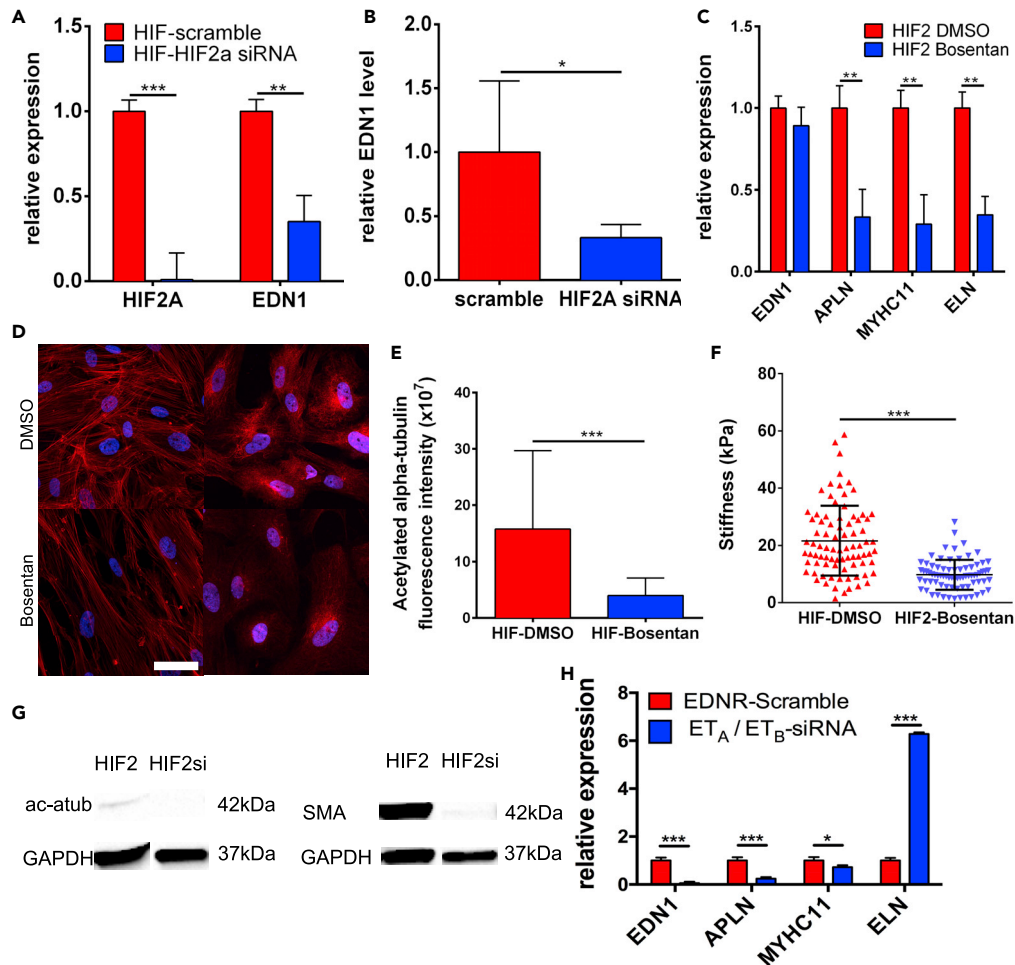 A
HIF-scramble
HIF-HIF2a siRNA
relative expression
1.5
1.0
0.5
0.0
***
**
HIF2A
EDN1
B
relative EDN1 level
2.0
1.5
1.0
0.5
0.0
*
scramble
HIF2A siRNA
C
HIF2 DMSO
HIF2 Bosentan
relative expression
1.5
1.0
0.5
0.0
**
**
**
EDN1
APLN
MYHC11
ELN
D
DMSO
Bosentan
E
Acetylated alpha-tubulin
fluorescence intensity (x10⁷)
40
30
20
10
0
***
HIF-DMSO
HIF-Bosentan
F
Stiffness (kPa)
80
60
40
20
0
***
HIF-DMSO
HIF2-Bosentan
G
HIF2 HIF2si
ac-atub 42kDa
GAPDH 37kDa
HIF2 HIF2si
SMA 42kDa
GAPDH 37kDa
H
EDNR-Scramble
ET_A / ET_B-siRNA
relative expression
8
6
4
2
0
***
***
*
***
EDN1
APLN
MYHC11
ELN